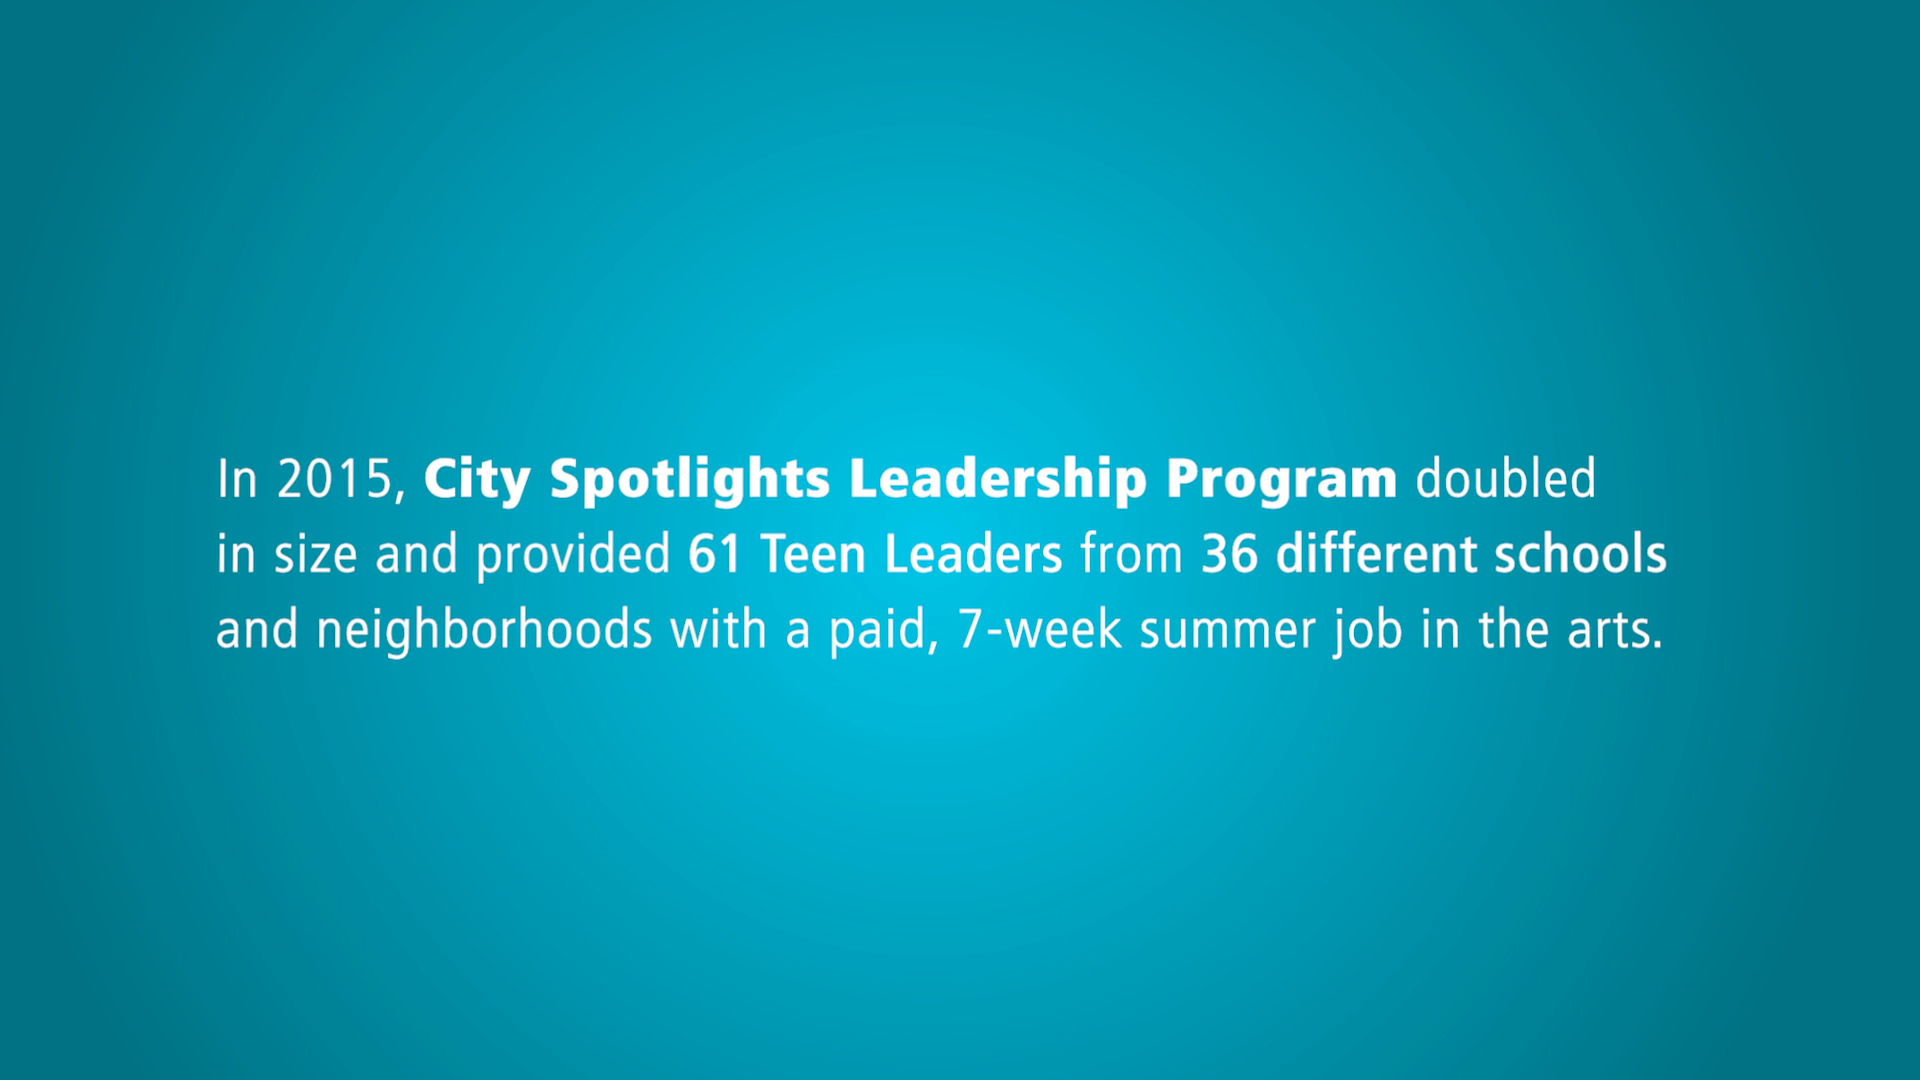 In 2015, City Spotlights Leadership Program doubled
in size and provided 61 Teen Leaders from 36 different schools
and neighborhoods with a paid, 7-week summer job in the arts.